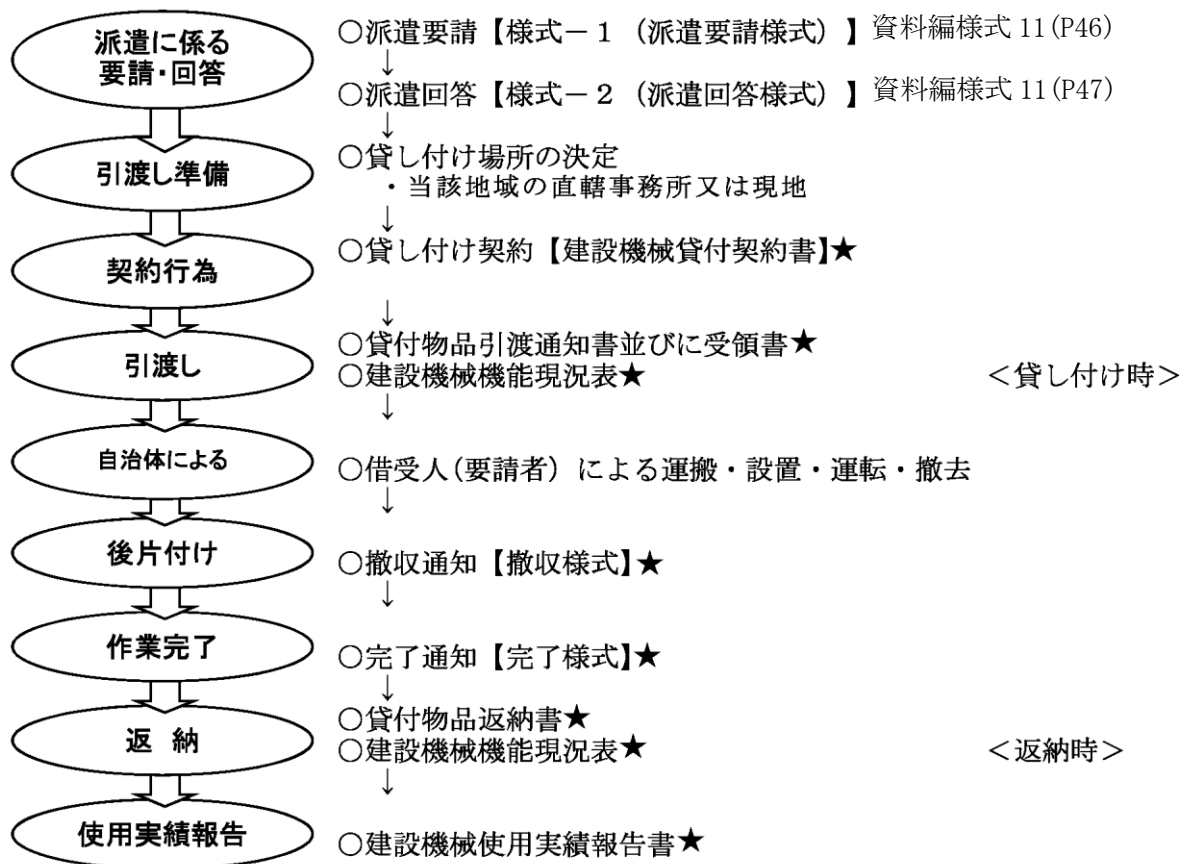 派遣に係る
要請・回答
○派遣要請【様式－１（派遣要請様式）】資料編様式 11(P46)
↓
○派遣回答【様式－２（派遣回答様式）】資料編様式 11(P47)
↓
引渡し準備
○貸し付け場所の決定
・当該地域の直轄事務所又は現地
↓
契約行為
○貸し付け契約【建設機械貸付契約書】★
↓
引渡し
○貸付物品引渡通知書並びに受領書★
○建設機械機能現況表★ ＜貸し付け時＞
↓
自治体による
○借受人(要請者）による運搬・設置・運転・撤去
↓
後片付け
○撤収通知【撤収様式】★
↓
作業完了
○完了通知【完了様式】★
↓
返 納
○貸付物品返納書★
○建設機械機能現況表★ ＜返納時＞
↓
使用実績報告
○建設機械使用実績報告書★